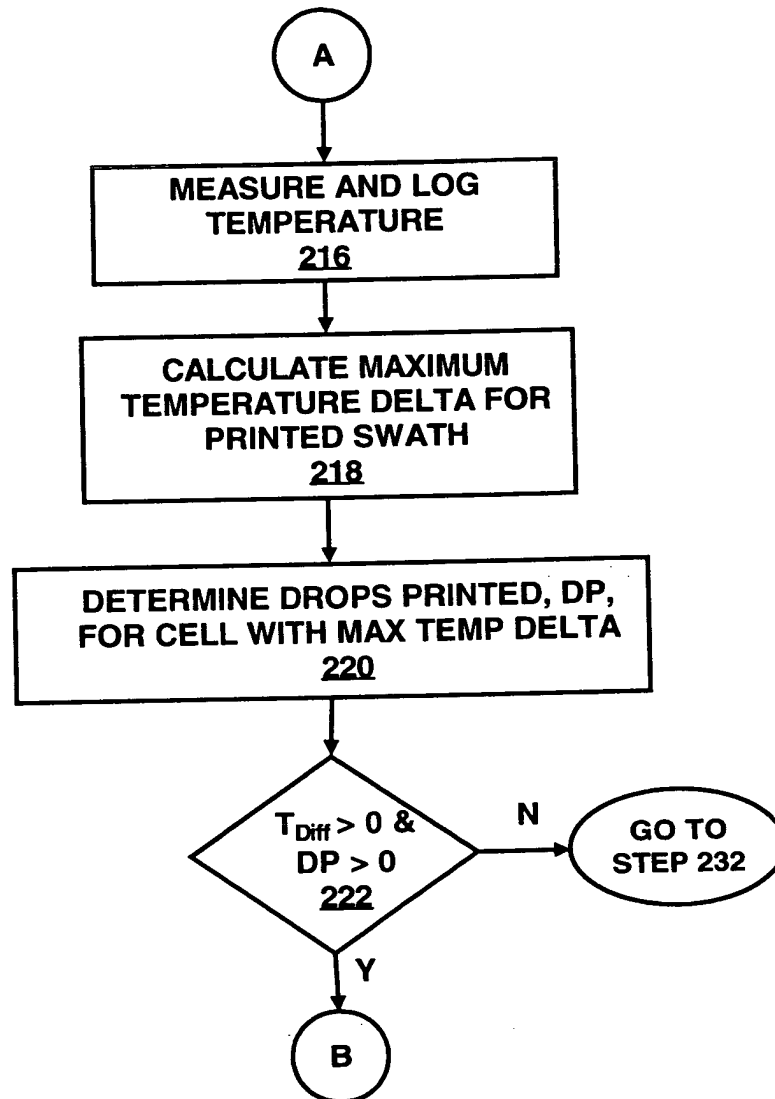 A
MEASURE AND LOG
TEMPERATURE
216
CALCULATE MAXIMUM
TEMPERATURE DELTA FOR
PRINTED SWATH
218
DETERMINE DROPS PRINTED, DP,
FOR CELL WITH MAX TEMP DELTA
220
T_Diff > 0 &
DP > 0
222
N
GO TO
STEP 232
Y
B